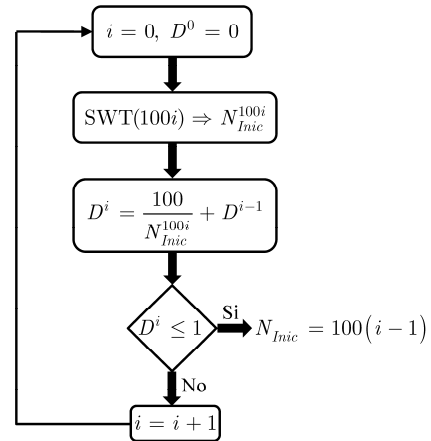 i = 0, D^0 = 0
SWT(100i) ⇒ N_{Inic}^{100i}
D^i = \frac{100}{N_{Inic}^{100i}} + D^{i-1}
D^i ≤ 1
Si
N_{Inic} = 100(i − 1)
No
i = i + 1